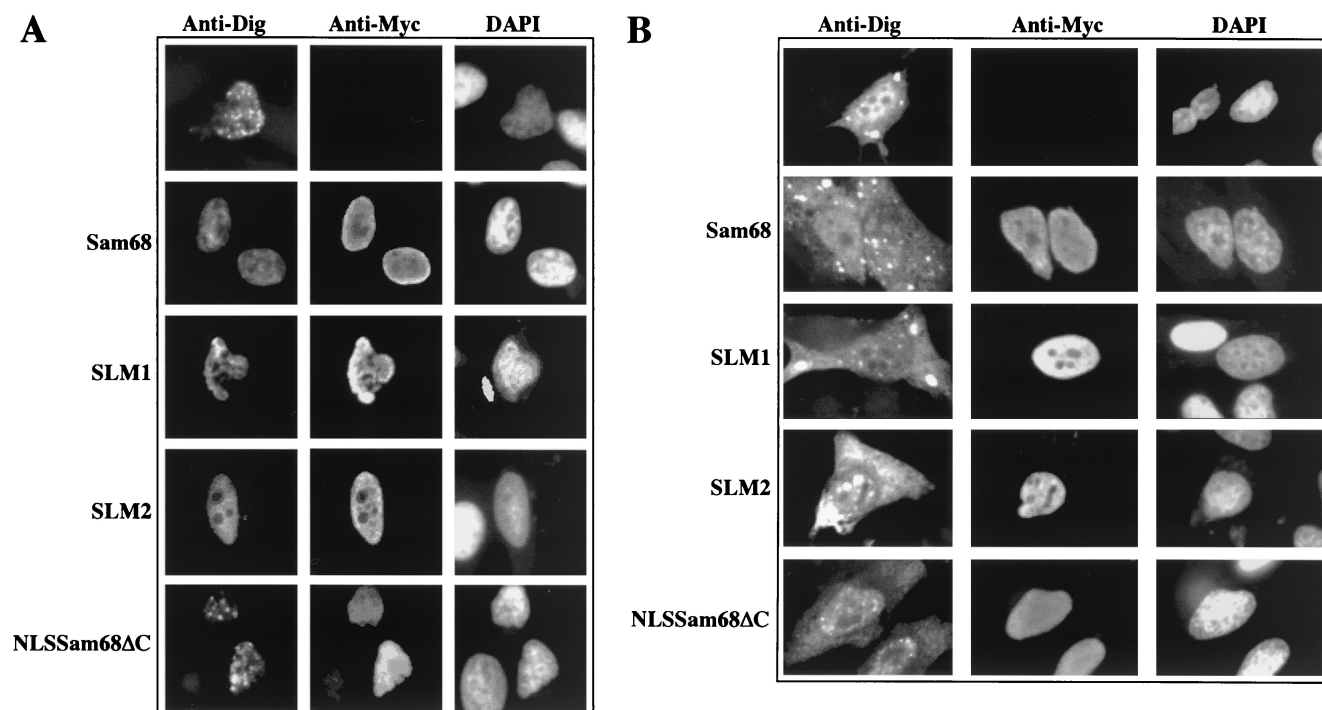 A
Anti-Dig Anti-Myc DAPI
Sam68
SLM1
SLM2
NLSSam68ΔC
B
Anti-Dig Anti-Myc DAPI
Sam68
SLM1
SLM2
NLSSam68ΔC